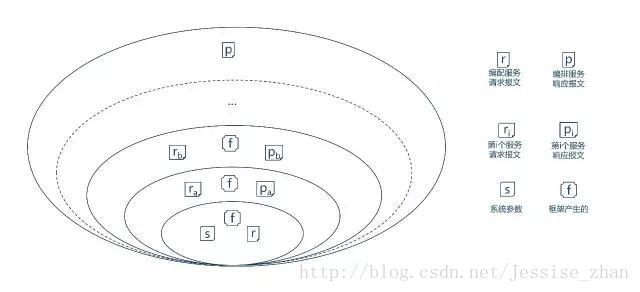 p
...
f
r_b
p_b
f
r_a
p_a
f
s
r
r
p
编配服务
请求报文
编排服务
响应报文
r_i
p_i
第i个服务
请求报文
第i个服务
响应报文
s
f
系统参数
框架产生的
http://blog.csdn.net/Jessise_zhan